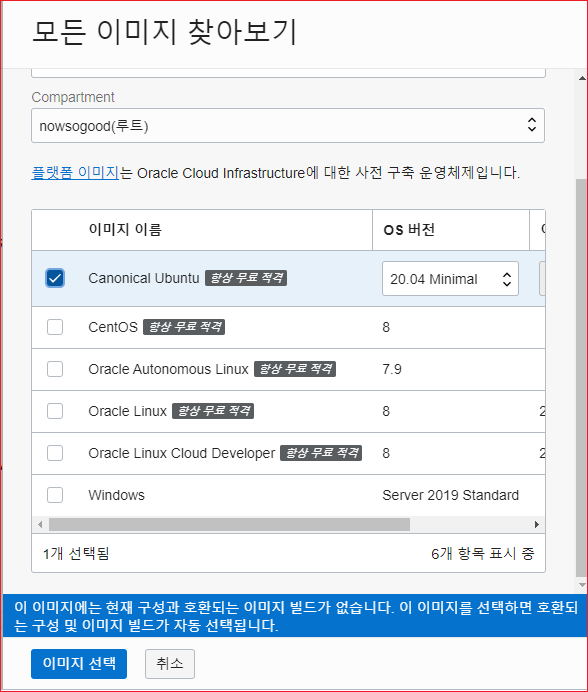 모든 이미지 찾아보기
Compartment
nowsogood(루트)
플랫폼 이미지는 Oracle Cloud Infrastructure에 대한 사전 구축 운영체제입니다.
이미지 이름 OS 버전
Canonical Ubuntu 항상 무료 적격 20.04 Minimal
CentOS 항상 무료 적격 8
Oracle Autonomous Linux 항상 무료 적격 7.9
Oracle Linux 항상 무료 적격 8 2
Oracle Linux Cloud Developer 항상 무료 적격 8 2
Windows Server 2019 Standard
1개 선택됨 6개 항목 표시 중
이 이미지에는 현재 구성과 호환되는 이미지 빌드가 없습니다. 이 이미지를 선택하면 호환되
는 구성 및 이미지 빌드가 자동 선택됩니다.
이미지 선택 취소